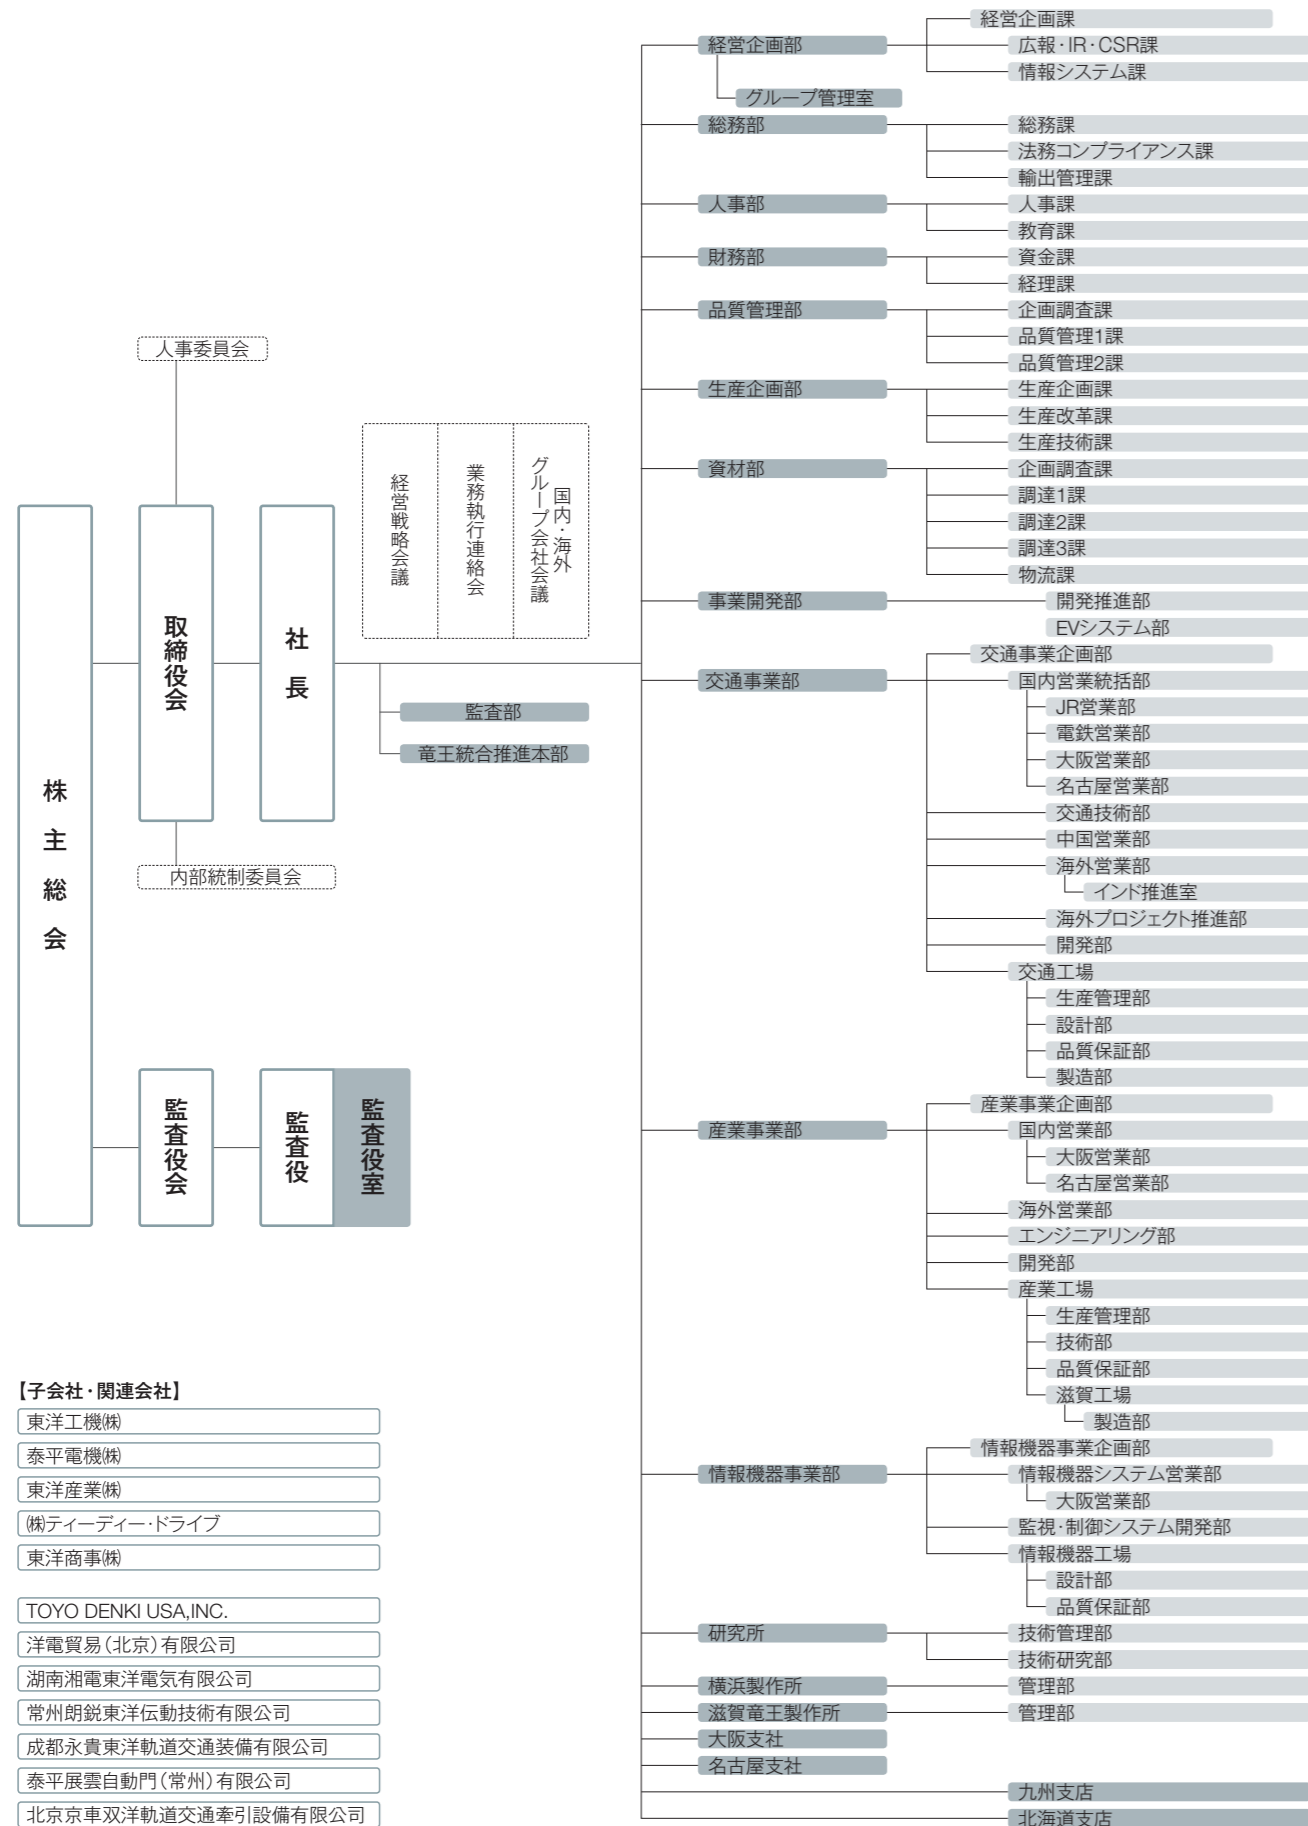 人事委員会
経営戦略会議
業務執行連絡会
国内・海外
グループ会社会議
株主総会
取締役会
社長
監査部
竜王統合推進本部
内部統制委員会
監査役会
監査役
監査役室
経営企画部
経営企画課
広報・IR・CSR課
情報システム課
グループ管理室
総務部
総務課
法務コンプライアンス課
輸出管理課
人事部
人事課
教育課
財務部
資金課
経理課
品質管理部
企画調査課
品質管理1課
品質管理2課
生産企画部
生産企画課
生産改革課
生産技術課
資材部
企画調査課
調達1課
調達2課
調達3課
物流課
事業開発部
開発推進部
EVシステム部
交通事業部
交通事業企画部
国内営業統括部
JR営業部
電鉄営業部
大阪営業部
名古屋営業部
交通技術部
中国営業部
海外営業部
インド推進室
海外プロジェクト推進部
開発部
交通工場
生産管理部
設計部
品質保証部
製造部
産業事業部
産業事業企画部
国内営業部
大阪営業部
名古屋営業部
海外営業部
エンジニアリング部
開発部
産業工場
生産管理部
技術部
品質保証部
滋賀工場
製造部
情報機器事業部
情報機器事業企画部
情報機器システム営業部
大阪営業部
監視・制御システム開発部
情報機器工場
設計部
品質保証部
研究所
技術管理部
技術研究部
横浜製作所
管理部
滋賀竜王製作所
管理部
大阪支社
名古屋支社
九州支店
北海道支店
【子会社・関連会社】
東洋工機㈱
泰平電機㈱
東洋産業㈱
㈱ティーディー・ドライブ
東洋商事㈱
TOYO DENKI USA,INC.
洋電貿易（北京）有限公司
湖南湘電東洋電気有限公司
常州朗鋭東洋伝動技術有限公司
成都永貴東洋軌道交通装備有限公司
泰平展雲自動門（常州）有限公司
北京京車双洋軌道交通牽引設備有限公司